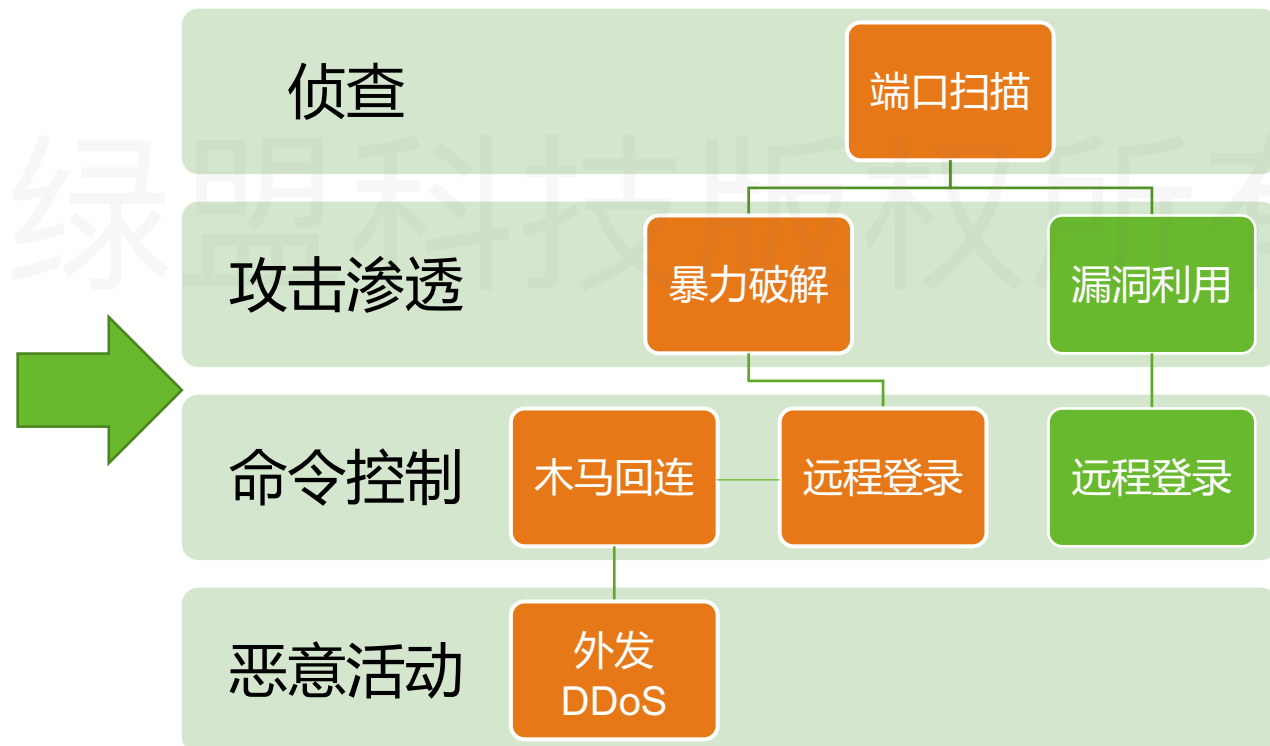 侦查
端口扫描
绿盟科技版权所有
攻击渗透
暴力破解
漏洞利用
命令控制
木马回连
远程登录
远程登录
恶意活动
外发
DDoS